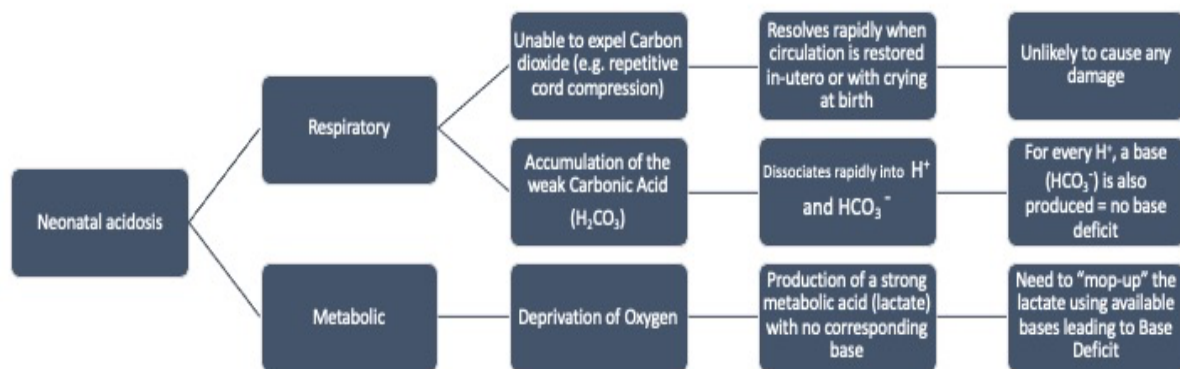 Neonatal acidosis
Respiratory
Unable to expel Carbon
dioxide (e.g. repetitive
cord compression)
Resolves rapidly when
circulation is restored
in-utero or with crying
at birth
Unlikely to cause any
damage
Accumulation of the
weak Carbonic Acid
(H₂CO₃)
Dissociates rapidly into H⁺
and HCO₃⁻
For every H⁺, a base
(HCO₃⁻) is also
produced = no base
deficit
Metabolic
Deprivation of Oxygen
Production of a strong
metabolic acid (lactate)
with no corresponding
base
Need to “mop-up” the
lactate using available
bases leading to Base
Deficit